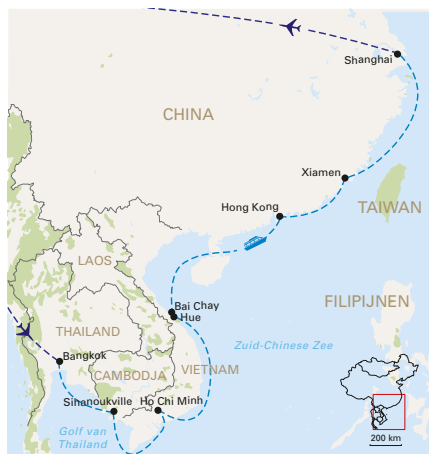 Shanghai
CHINA
Xiamen
Hong Kong
TAIWAN
LAOS
FILIPIJNEN
Bai Chay
Hue
THAILAND
Zuid-Chinese Zee
Bangkok
CAMBODJA
VIETNAM
Sihanoukville
Ho Chi Minh
Golf van
Thailand
200 km